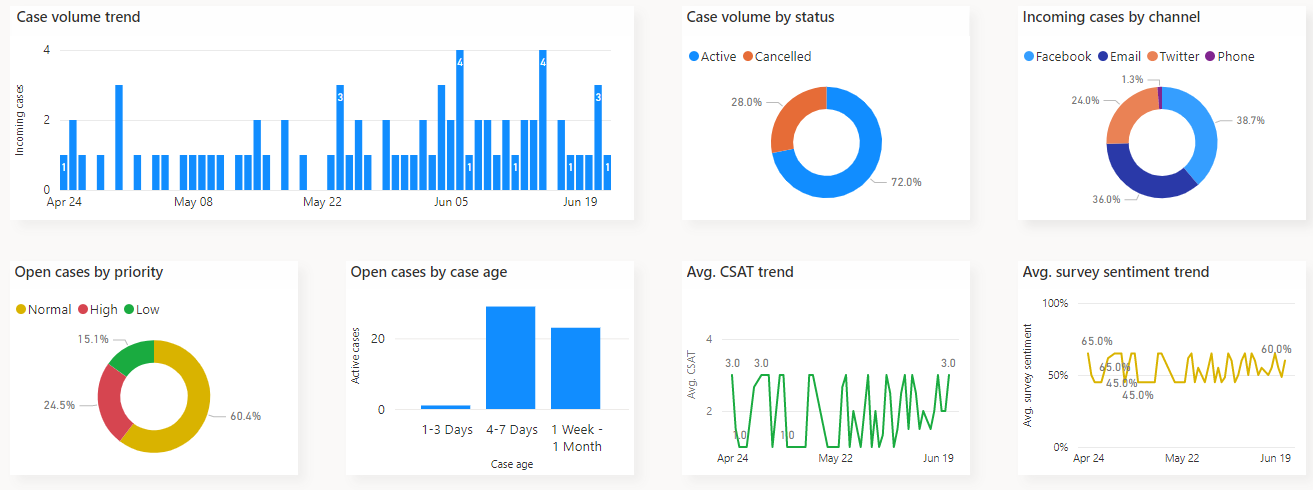 Case volume trend
Incoming cases
4
2
0
1
3
4
1
1
4
1
3
1
Apr 24
May 08
May 22
Jun 05
Jun 19
Case volume by status
Active Cancelled
28.0%
72.0%
Incoming cases by channel
Facebook Email Twitter Phone
1.3%
24.0%
38.7%
36.0%
Open cases by priority
Normal High Low
15.1%
24.5%
60.4%
Open cases by case age
Active cases
20
0
1-3 Days
4-7 Days
1 Week -
1 Month
Case age
Avg. CSAT trend
Avg. CSAT
4
2
3.0
3.0
3.0
1.0
1.0
Apr 24
May 22
Jun 19
Avg. survey sentiment trend
Avg. survey sentiment
100%
50%
0%
65.0%
65.0%
45.0%
45.0%
60.0%
Apr 24
May 22
Jun 19